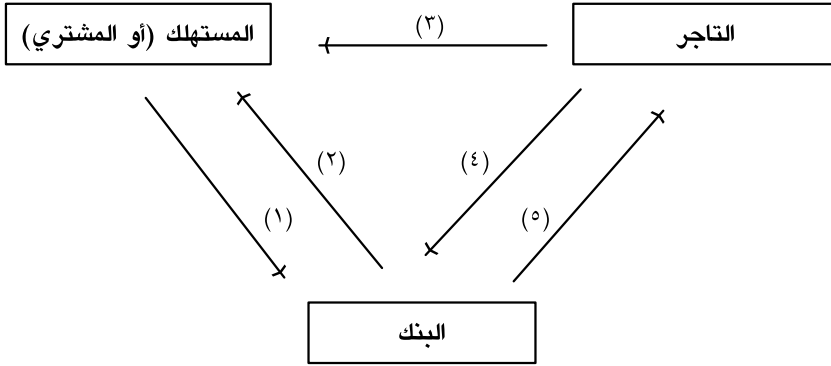 التاجر
المستهلك (أو المشتري)
(٣)
(٤)
(٢)
(٥)
(١)
البنك